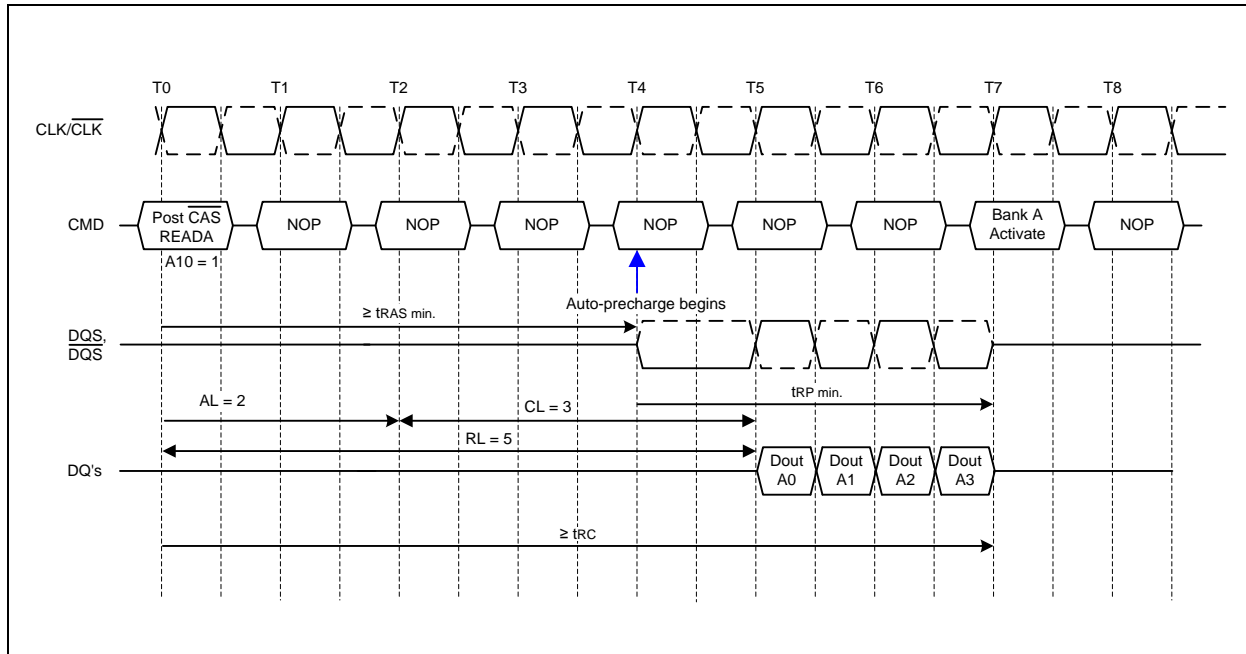 T0 T1 T2 T3 T4 T5 T6 T7 T8
CLK/CLK
CMD
Post CAS
READA
NOP NOP NOP NOP NOP NOP
Bank A
Activate
NOP
A10 = 1
Auto-precharge begins
≥ tRAS min.
DQS,
DQS
tRP min.
AL = 2
CL = 3
RL = 5
DQ's
Dout
A0
Dout
A1
Dout
A2
Dout
A3
≥ tRC